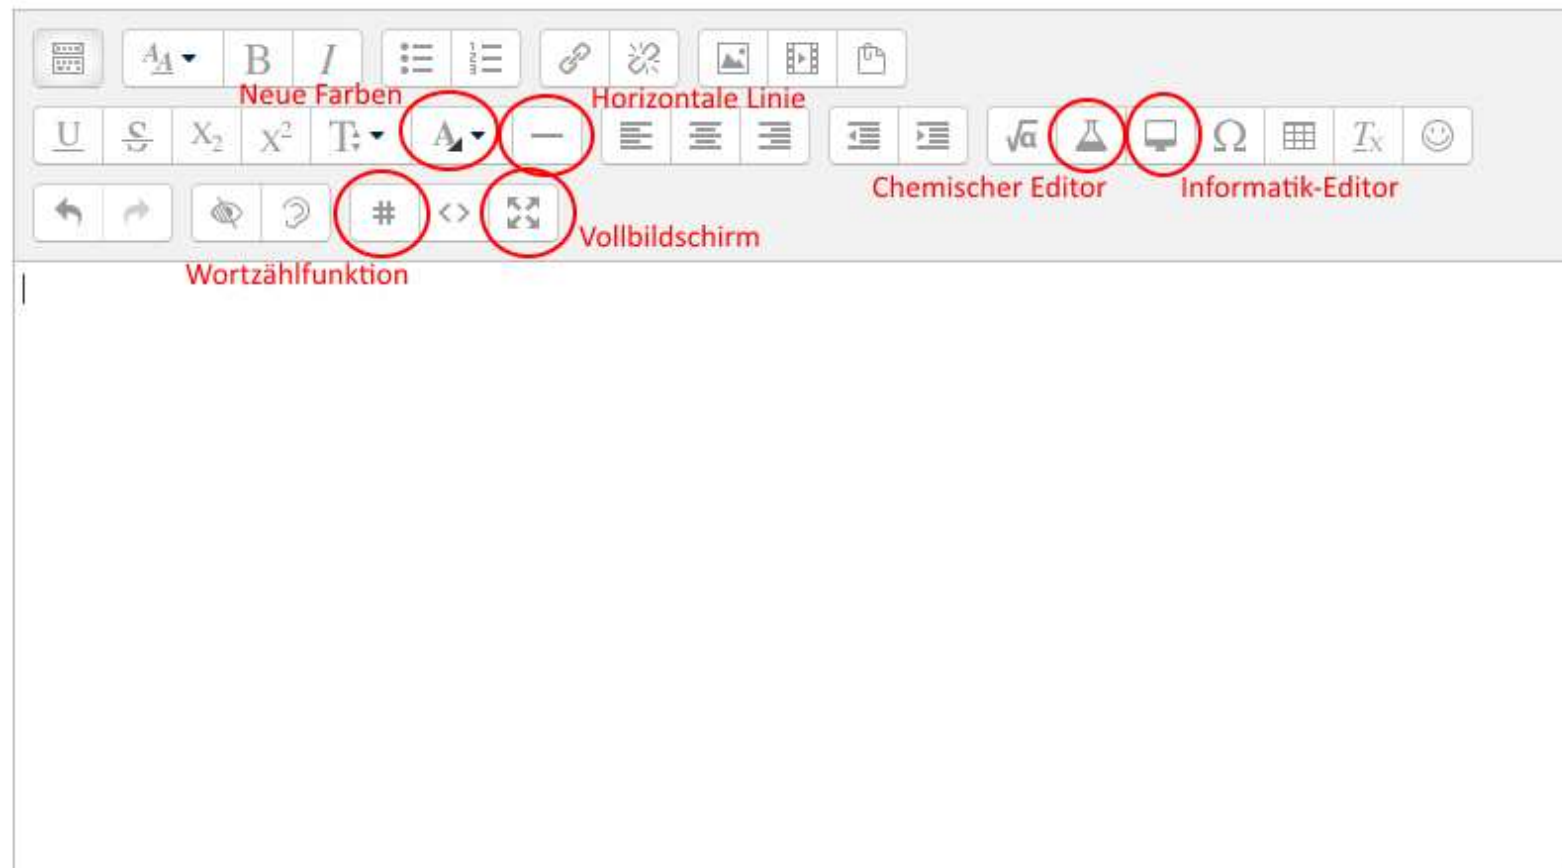 Neue Farben
Horizontale Linie
Chemischer Editor
Informatik-Editor
Vollbildschirm
Wortzählfunktion